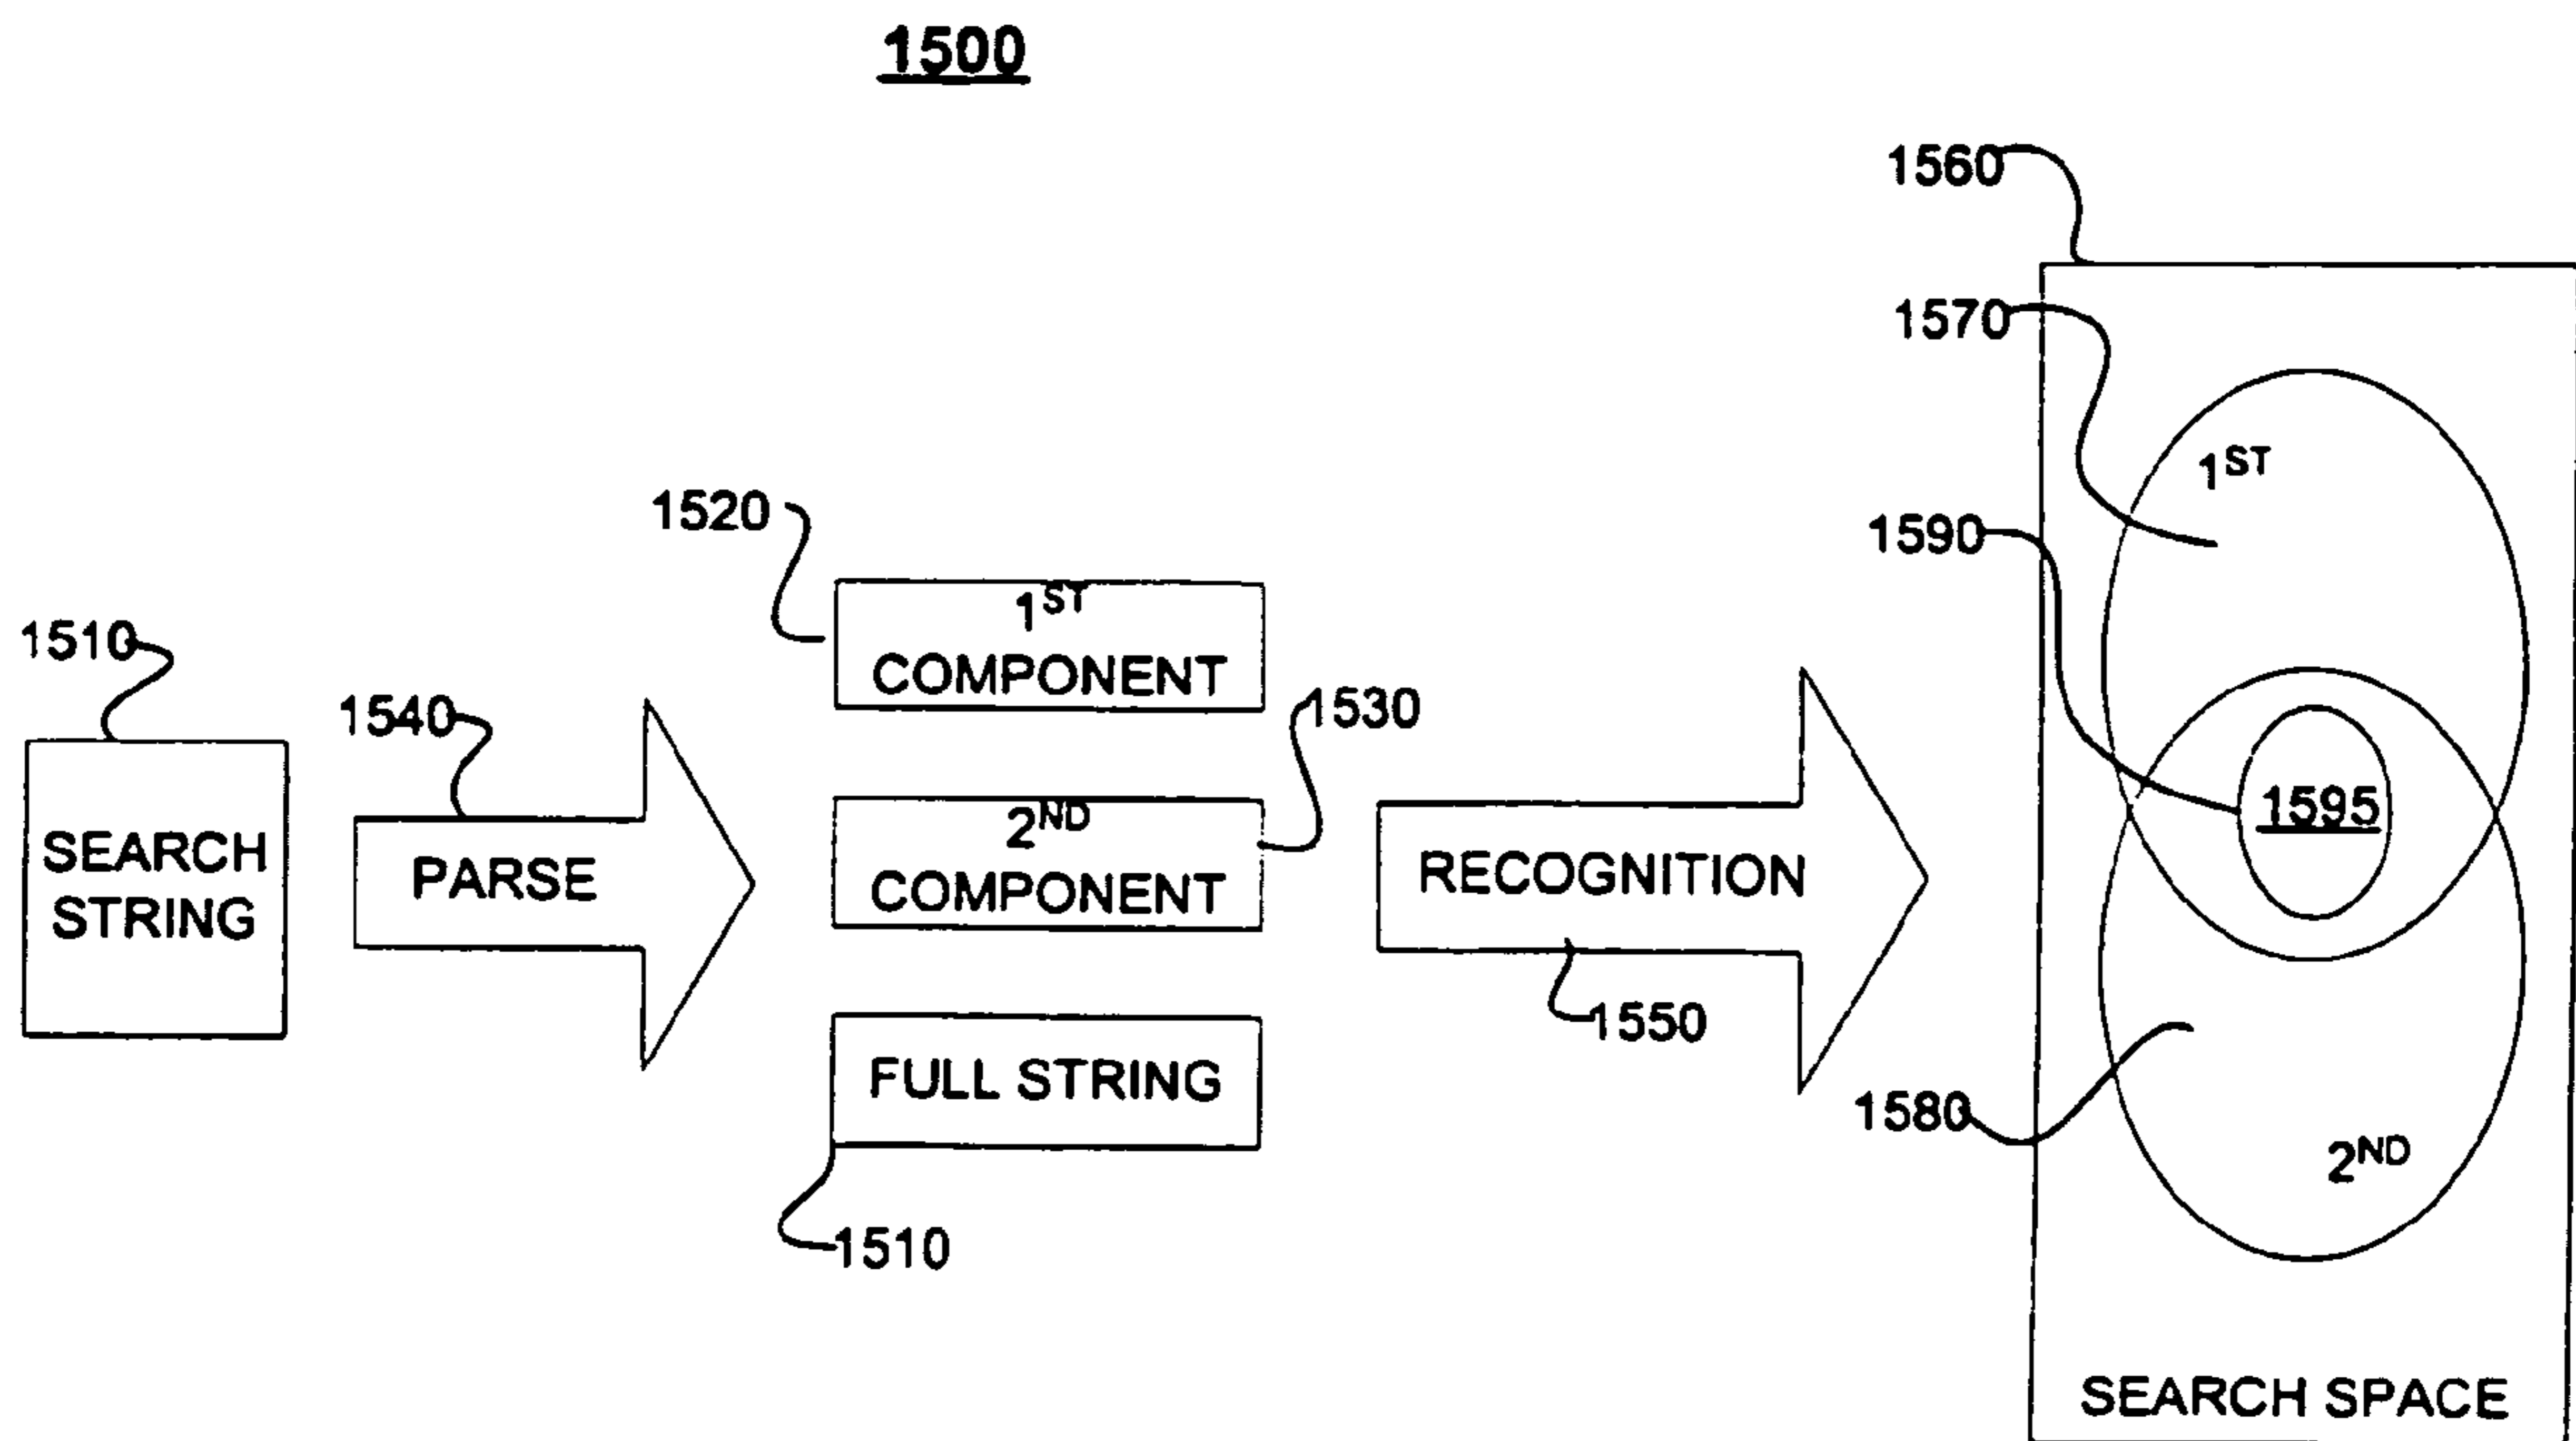 1500
1560
1570
1ST
1520
1590
1ST
COMPONENT
1510
1530
1540
2ND
COMPONENT
1595
SEARCH
STRING
PARSE
RECOGNITION
1550
FULL STRING
1580
2ND
1510
SEARCH SPACE